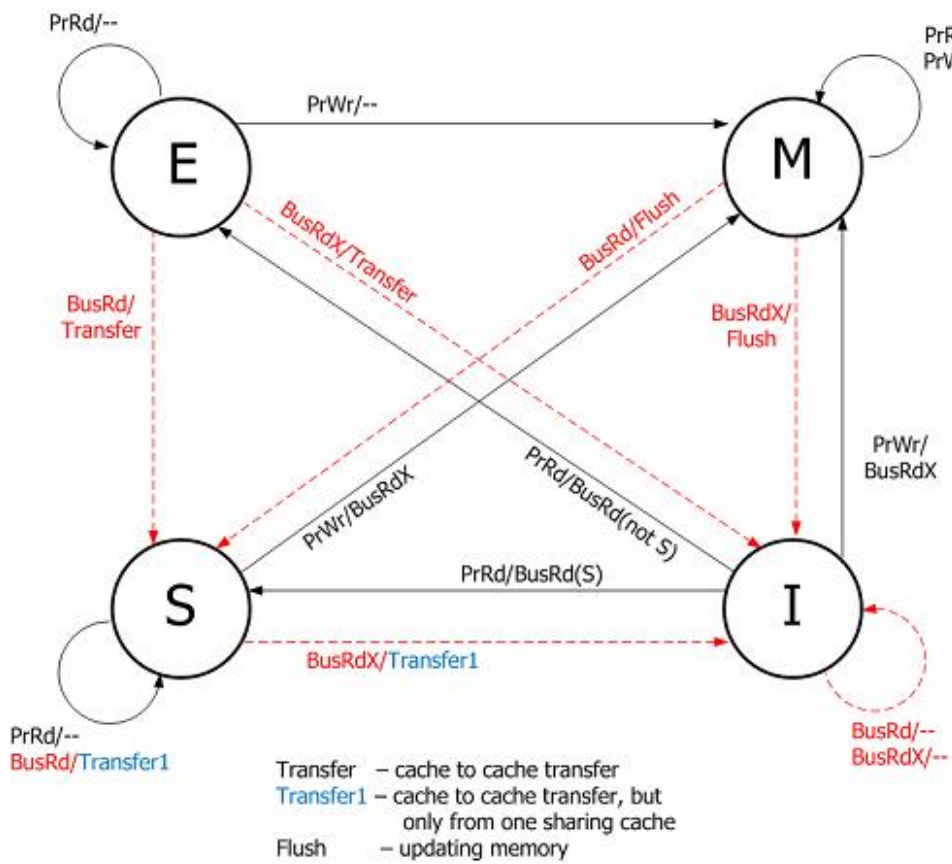 PrRd/--
PrR
PrW
PrWr/--
E
M
BusRdX/Transfer
BusRd/Flush
BusRd/
Transfer
BusRdX/
Flush
PrWr/
BusRdX
PrWr/BusRdX
PrRd/BusRd(not S)
PrRd/BusRd(S)
S
I
BusRdX/Transfer1
PrRd/--
BusRd/Transfer1
BusRd/--
BusRdX/--
Transfer – cache to cache transfer
Transfer1 – cache to cache transfer, but
only from one sharing cache
Flush – updating memory